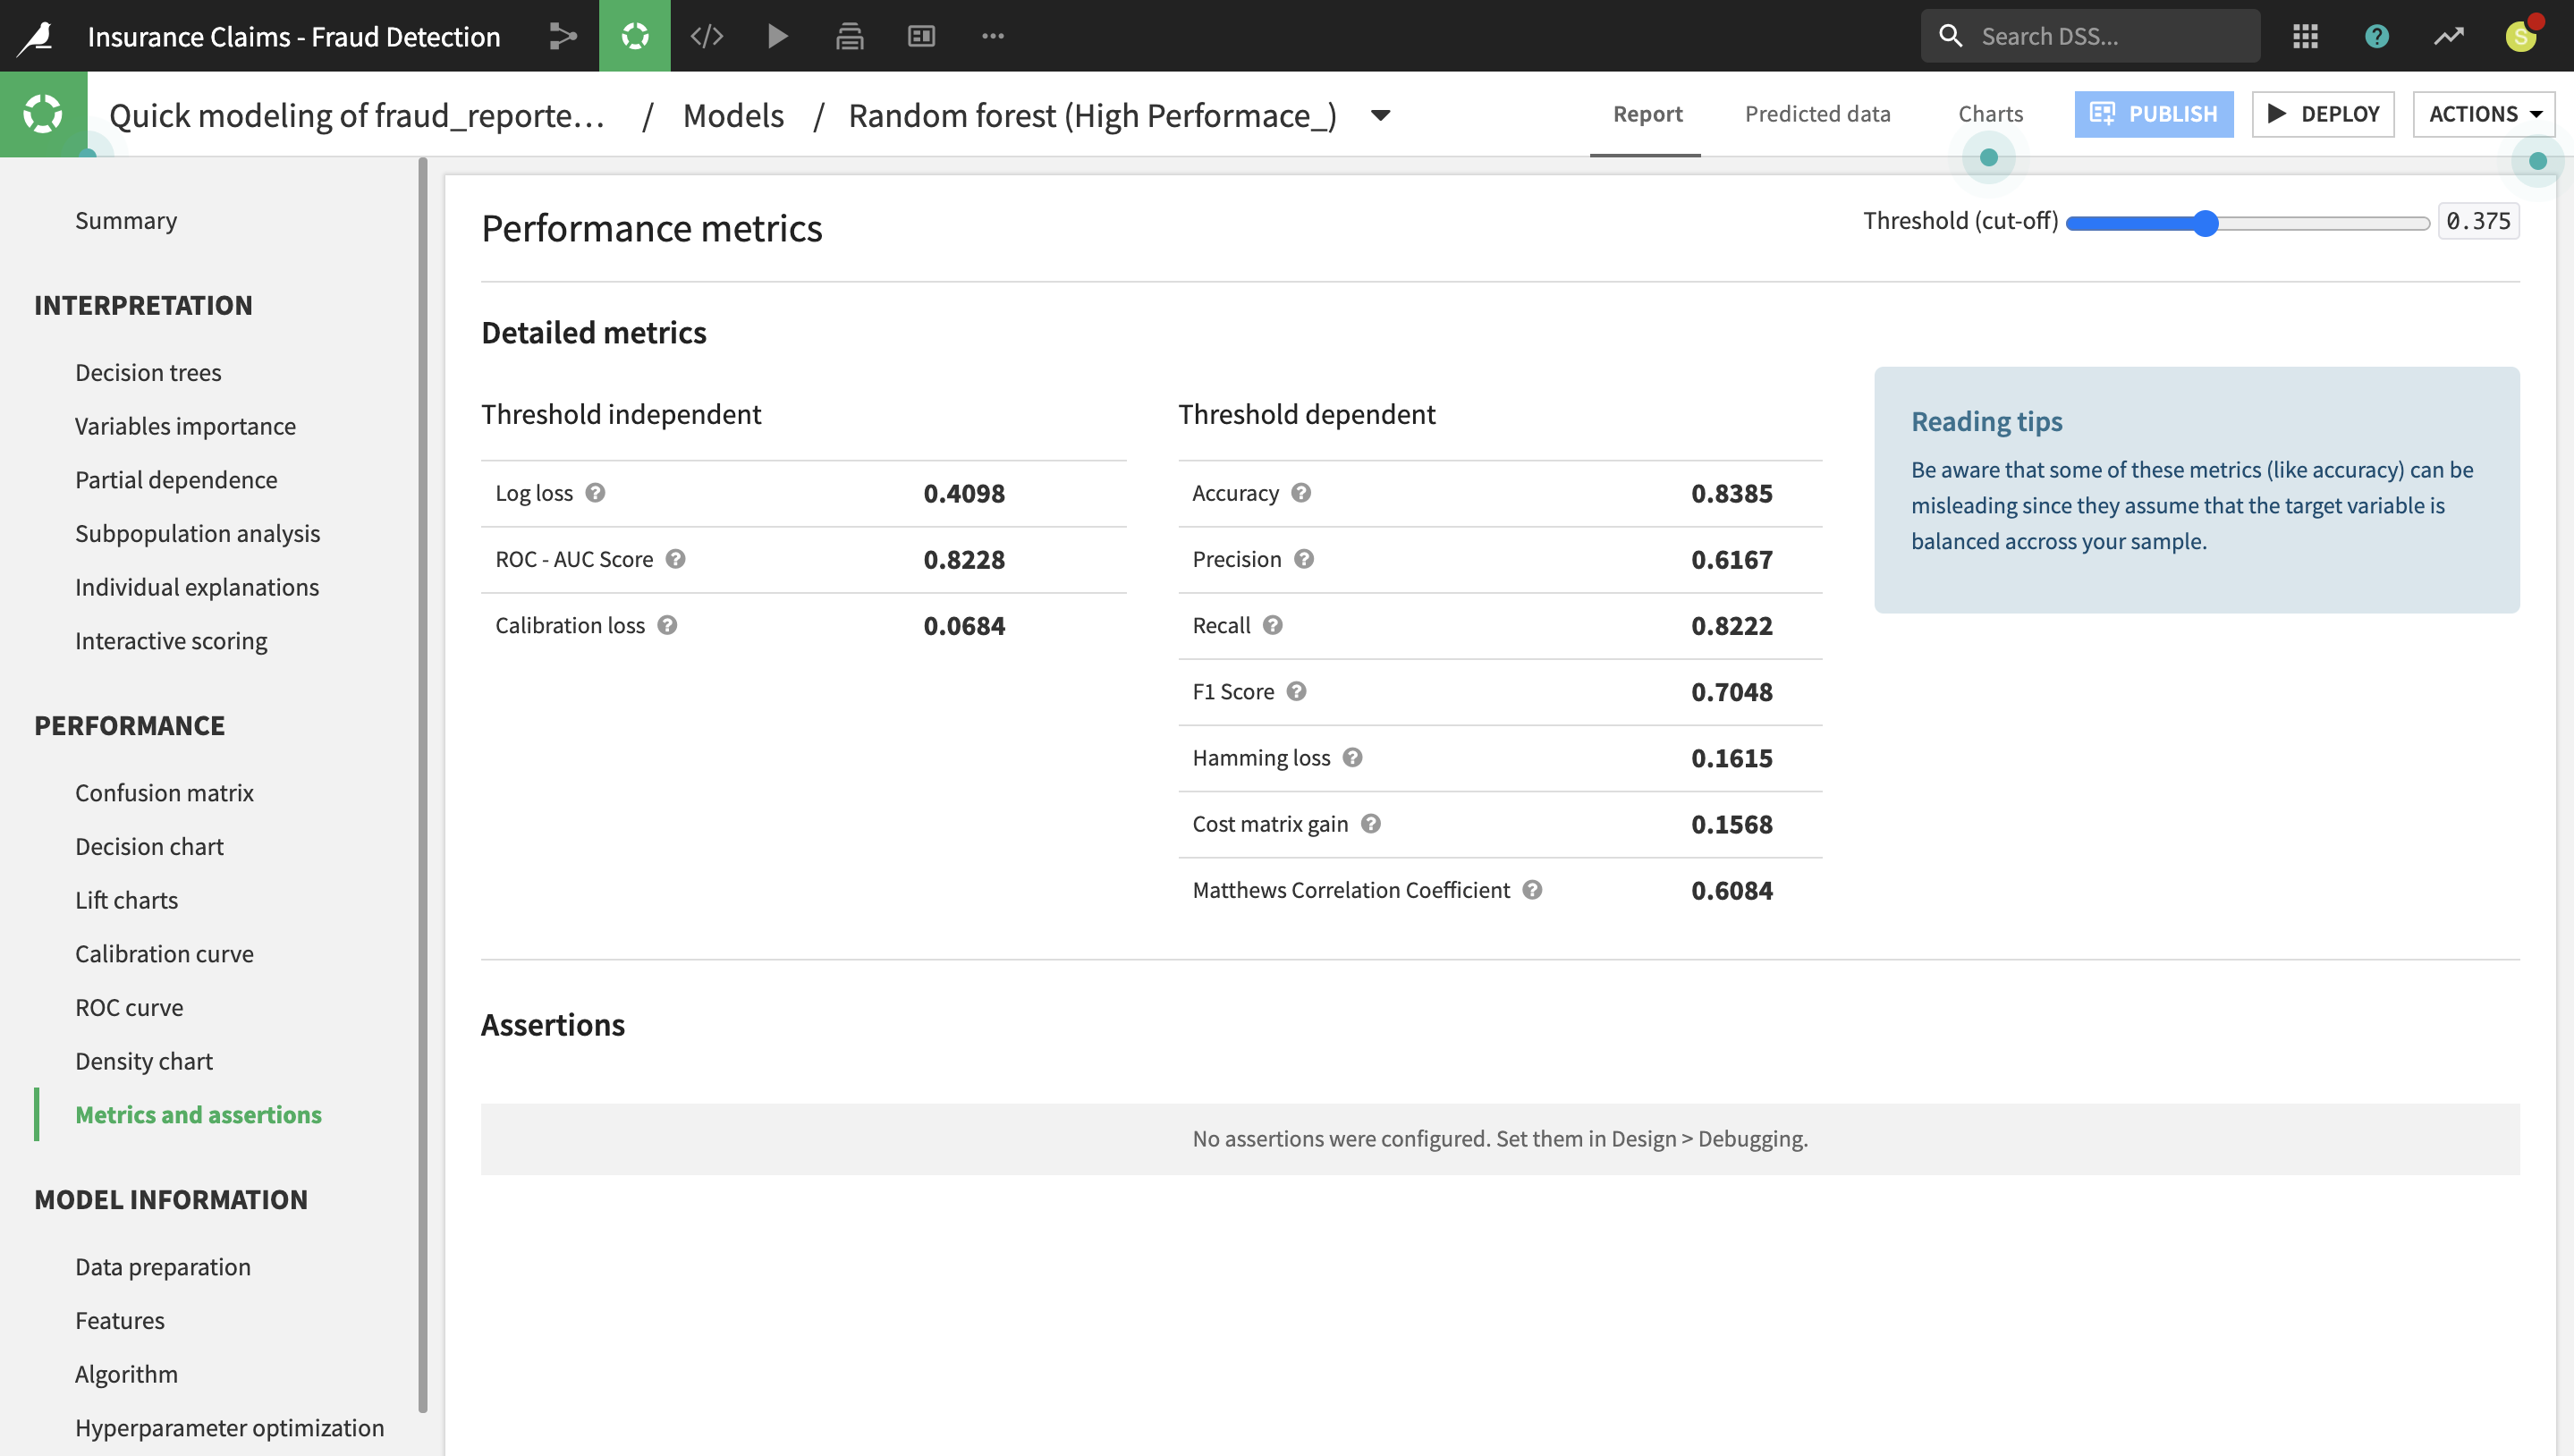 Insurance Claims - Fraud Detection
Search DSS...
S
Quick modeling of fraud_reporte... / Models / Random forest (High Performace_)
Report
Predicted data
Charts
PUBLISH
DEPLOY
ACTIONS
Summary
INTERPRETATION
Decision trees
Variables importance
Partial dependence
Subpopulation analysis
Individual explanations
Interactive scoring
PERFORMANCE
Confusion matrix
Decision chart
Lift charts
Calibration curve
ROC curve
Density chart
Metrics and assertions
MODEL INFORMATION
Data preparation
Features
Algorithm
Hyperparameter optimization
Performance metrics
Threshold (cut-off) 0.375
Detailed metrics
Threshold independent
Log loss ? 0.4098
ROC - AUC Score ? 0.8228
Calibration loss ? 0.0684
Threshold dependent
Accuracy ? 0.8385
Precision ? 0.6167
Recall ? 0.8222
F1 Score ? 0.7048
Hamming loss ? 0.1615
Cost matrix gain ? 0.1568
Matthews Correlation Coefficient ? 0.6084
Reading tips
Be aware that some of these metrics (like accuracy) can be
misleading since they assume that the target variable is
balanced accross your sample.
Assertions
No assertions were configured. Set them in Design > Debugging.